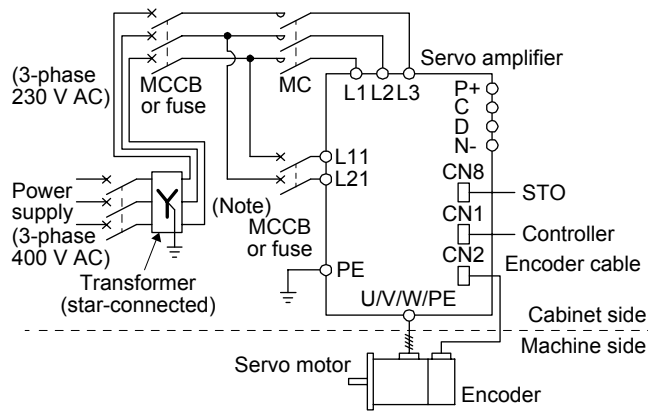 (3-phase
230 V AC)
MCCB
or fuse
MC
Servo amplifier
L1 L2 L3
P+
C
D
N-
L11
L21
CN8
STO
Power
supply
(3-phase
400 V AC)
(Note)
MCCB
or fuse
CN1
Controller
CN2
Encoder cable
Transformer
(star-connected)
PE
U/V/W/PE
Cabinet side
Machine side
Servo motor
Encoder